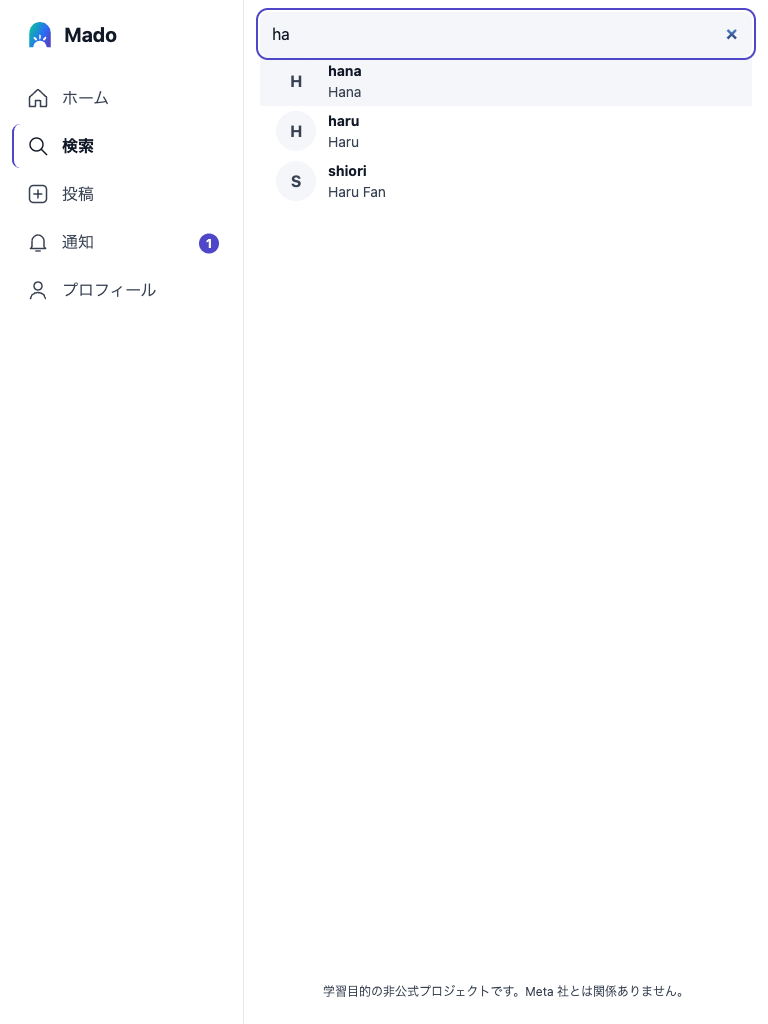 Mado
ホーム
検索
投稿
通知
1
プロフィール
ha
H
hana
Hana
H
haru
Haru
S
shiori
Haru Fan
学習目的の非公式プロジェクトです。Meta 社とは関係ありません。